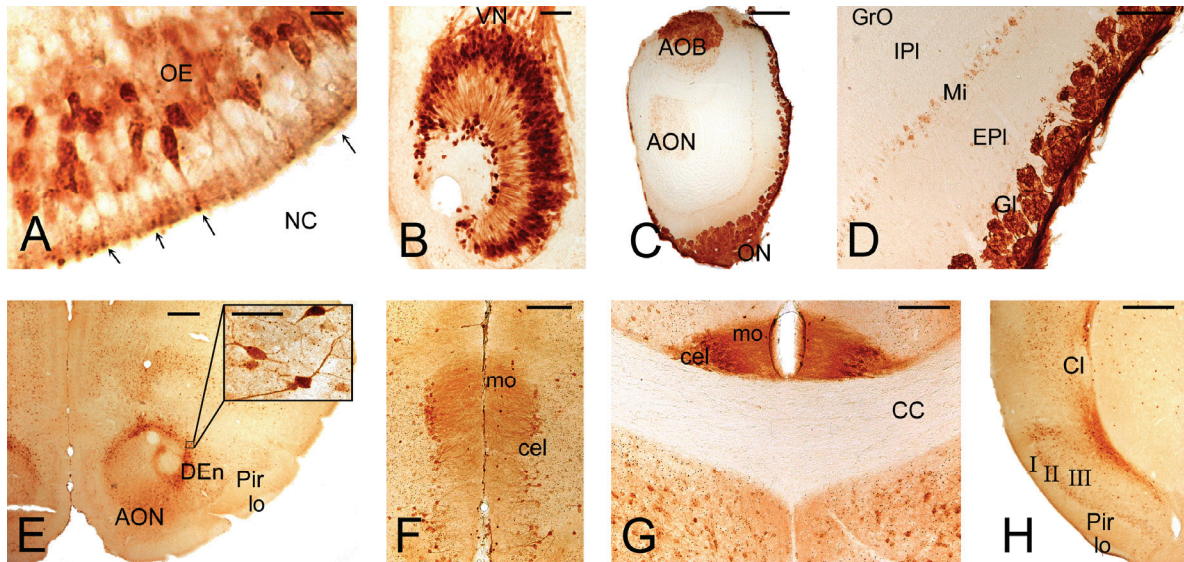 OE
NC
A
VN
B
AOB
AON
ON
C
GrO
IPl
Mi
EPl
Gl
D
DEn
Pir
lo
AON
E
mo
cel
F
mo
cel
CC
G
Cl
I II III
Pir
lo
H